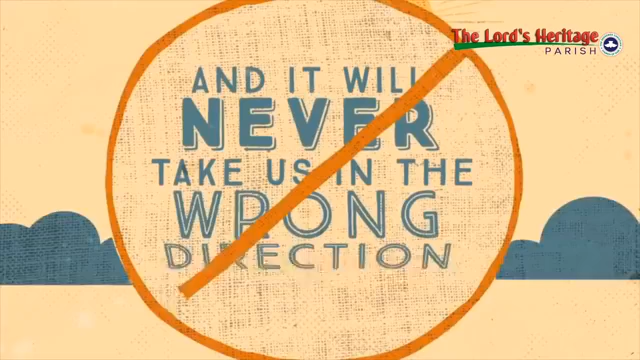 The Lord's Heritage
PARISH
AND IT WILL
NEVER
TAKE US IN THE
WRONG
DIRECTION